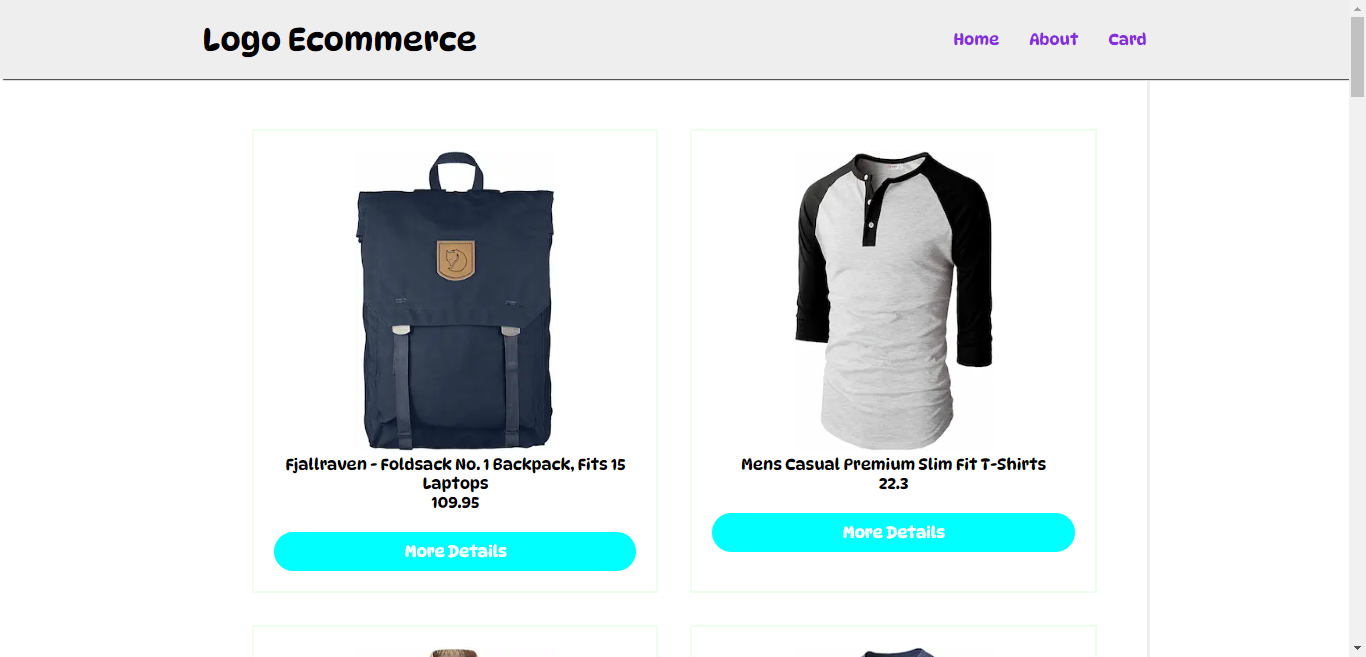 Logo Ecommerce
Home About Card
Fjallraven - Foldsack No. 1 Backpack, Fits 15
Laptops
109.95
More Details
Mens Casual Premium Slim Fit T-Shirts
22.3
More Details